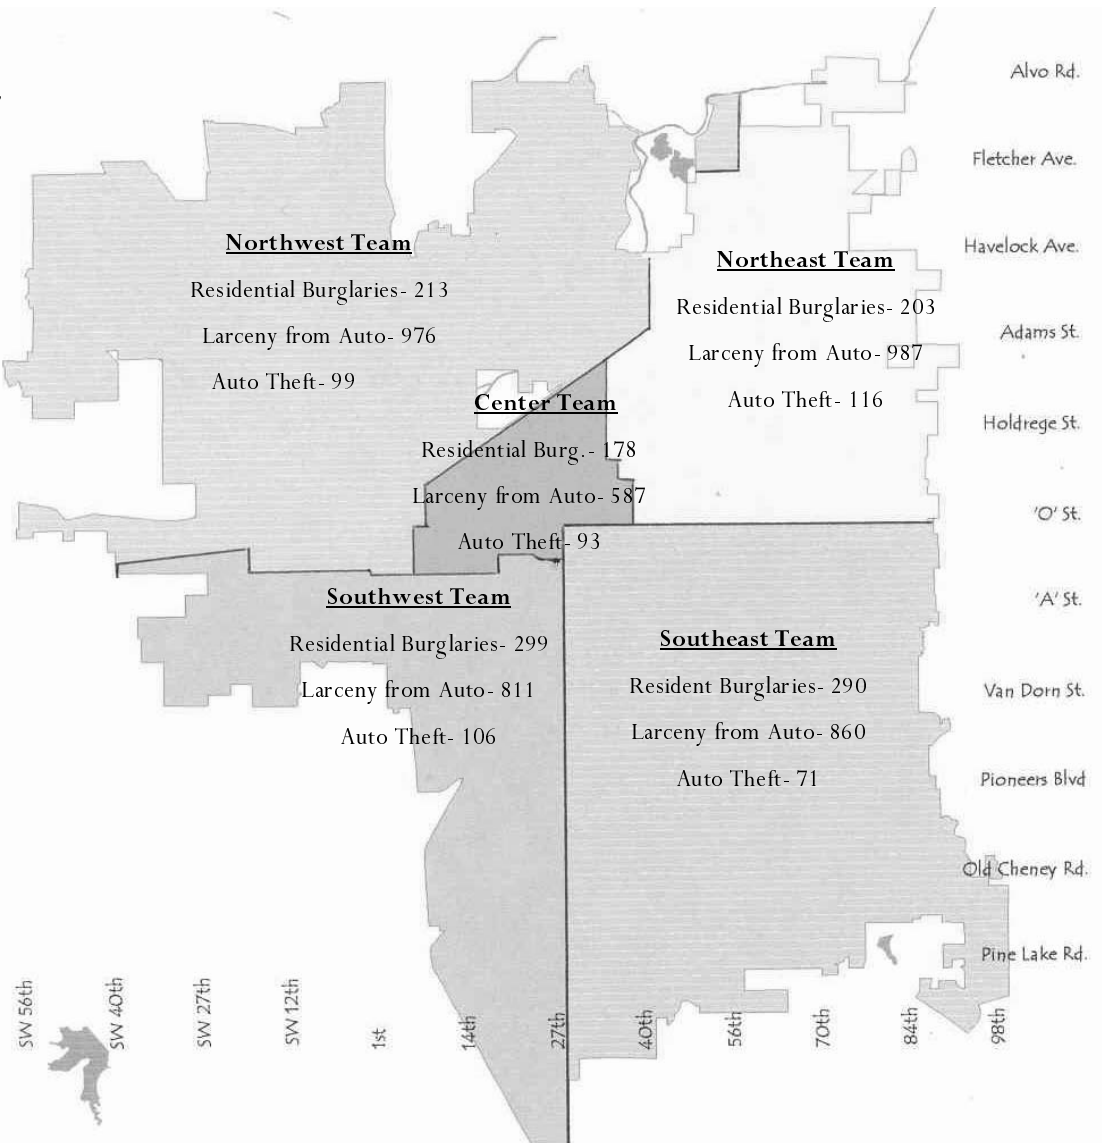 Alvo Rd.
Fletcher Ave.
Havelock Ave.
Adams St.
Holdrege St.
'O' St.
'A' St.
Van Dorn St.
Pioneers Blvd
Old Cheney Rd.
Pine Lake Rd.
Northwest Team
Residential Burglaries- 213
Larceny from Auto- 976
Auto Theft- 99
Northeast Team
Residential Burglaries- 203
Larceny from Auto- 987
Auto Theft- 116
Center Team
Residential Burg.- 178
Larceny from Auto- 587
Auto Theft- 93
Southwest Team
Residential Burglaries- 299
Larceny from Auto- 811
Auto Theft- 106
Southeast Team
Resident Burglaries- 290
Larceny from Auto- 860
Auto Theft- 71
SW 56th
SW 40th
SW 27th
SW 12th
1st
14th
27th
40th
56th
70th
84th
98th